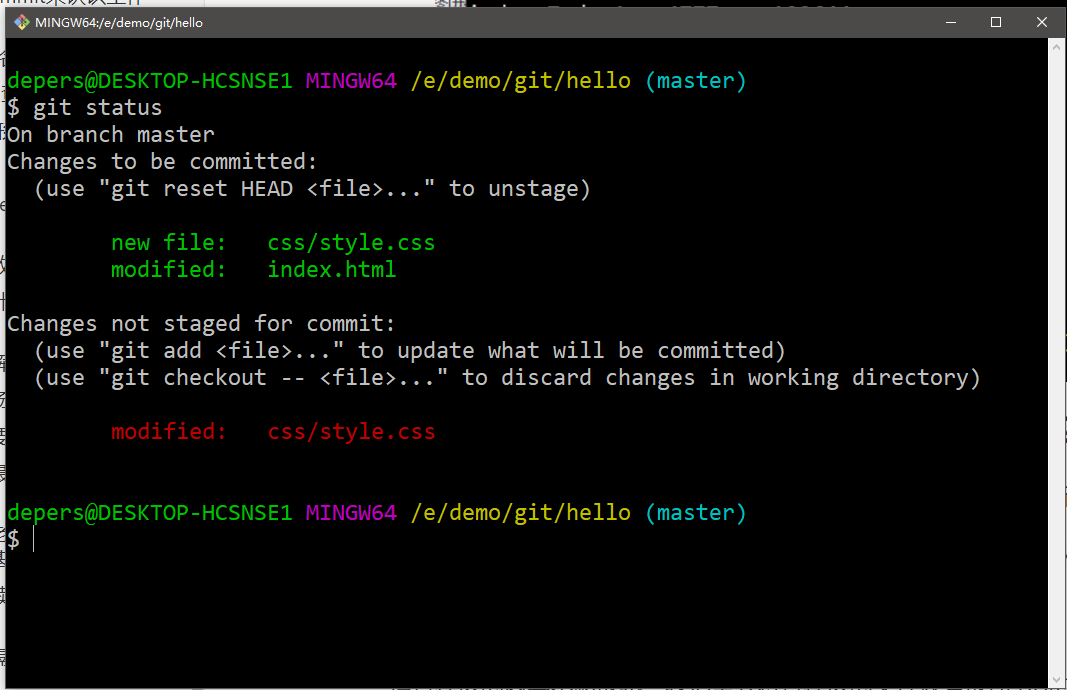 MINGW64:/e/demo/git/hello
depers@DESKTOP-HCSNSE1 MINGW64 /e/demo/git/hello (master)
$ git status
On branch master
Changes to be committed:
  (use "git reset HEAD <file>..." to unstage)
        new file:   css/style.css
        modified:   index.html
Changes not staged for commit:
  (use "git add <file>..." to update what will be committed)
  (use "git checkout -- <file>..." to discard changes in working directory)
        modified:   css/style.css
depers@DESKTOP-HCSNSE1 MINGW64 /e/demo/git/hello (master)
$